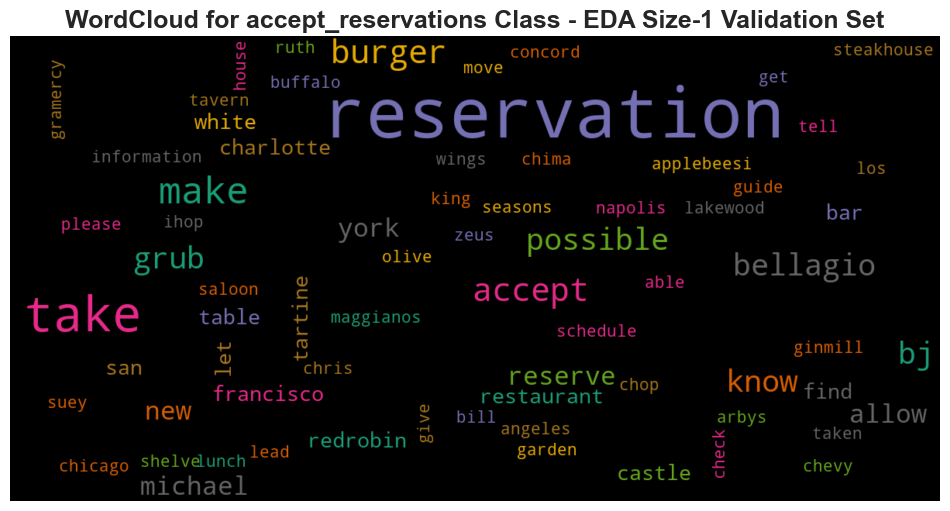 WordCloud for accept_reservations Class - EDA Size-1 Validation Set
ruth
house
burger
concord
steakhouse
move
gramercy
buffalo
get
reservation
tavern
white
tell
charlotte
information
wings
chima
applebeesi
los
make
guide
king
seasons
napolis
lakewood
bar
please
ihop
york
zeus
possible
grub
olive
bellagio
able
saloon
accept
take
table
tartine
maggianos
schedule
ginmill
bj
let
san
chris
reserve
chop
know
find
francisco
restaurant
suey
new
give
bill
arbys
allow
redrobin
angeles
taken
garden
check
lead
chicago
shelve
lunch
castle
chevy
michael